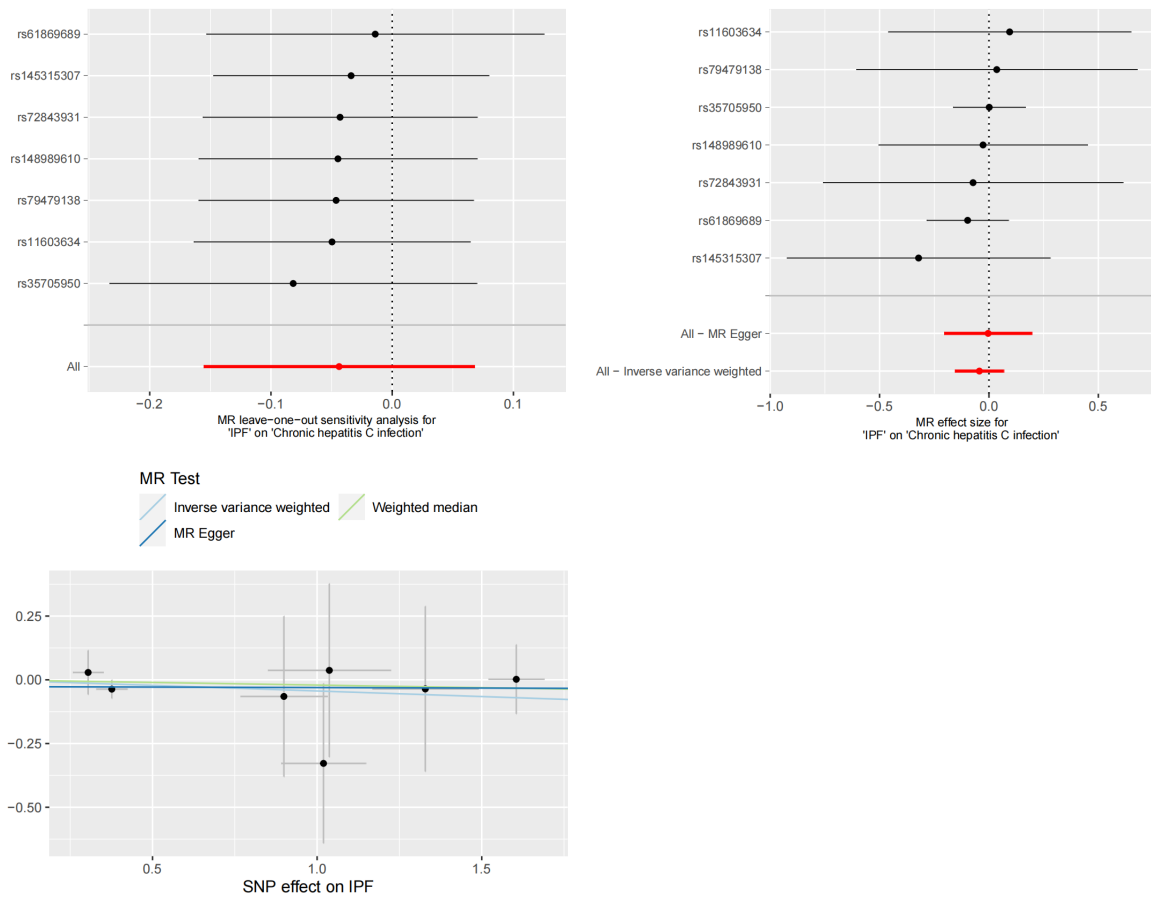 rs61869689
rs145315307
rs72843931
rs148989610
rs79479138
rs11603634
rs35705950
All
−0.2 −0.1 0.0 0.1
MR leave−one−out sensitivity analysis for
'IPF' on 'Chronic hepatitis C infection'
rs11603634
rs79479138
rs35705950
rs148989610
rs72843931
rs61869689
rs145315307
All − MR Egger
All − Inverse variance weighted
−1.0 −0.5 0.0 0.5
MR effect size for
'IPF' on 'Chronic hepatitis C infection'
MR Test
Inverse variance weighted Weighted median
MR Egger
0.25
0.00
−0.25
−0.50
0.5 1.0 1.5
SNP effect on IPF